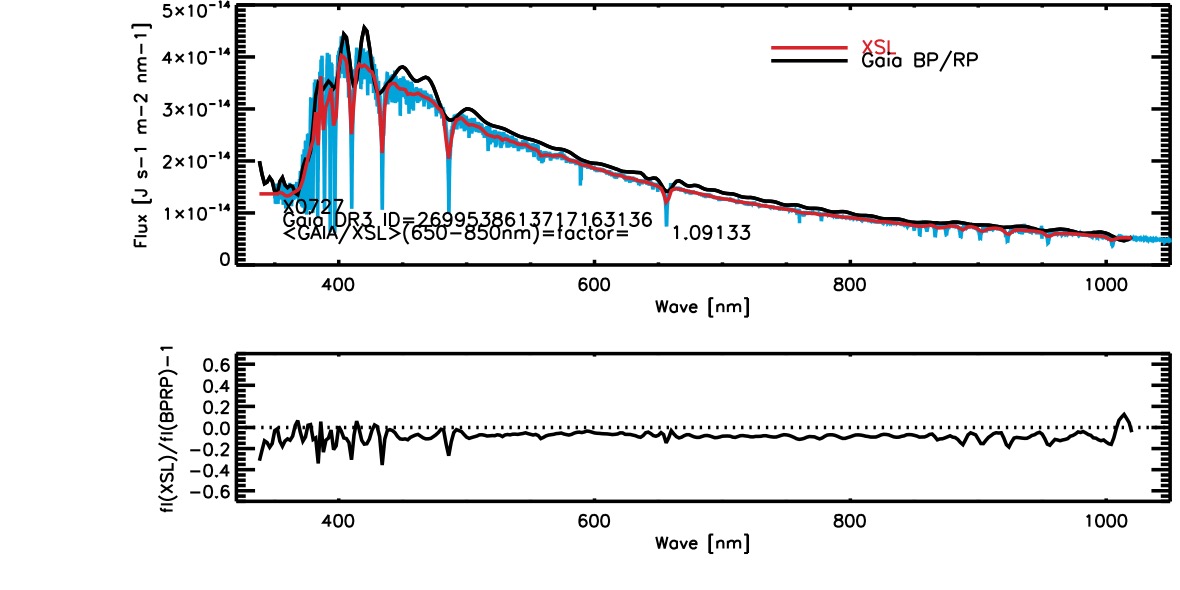 5×10−14
4×10−14
3×10−14
2×10−14
1×10−14
0
Flux [J s−1 m−2 nm−1]
XSL
Gaia BP/RP
X0727
Gaia DR3 ID=2699538613717163136
<GAIA/XSL>(650−850nm)=factor= 1.09133
400 600 800 1000
Wave [nm]
0.6
0.4
0.2
0.0
−0.2
−0.4
−0.6
fl(XSL)/fl(BPRP)−1
400 600 800 1000
Wave [nm]